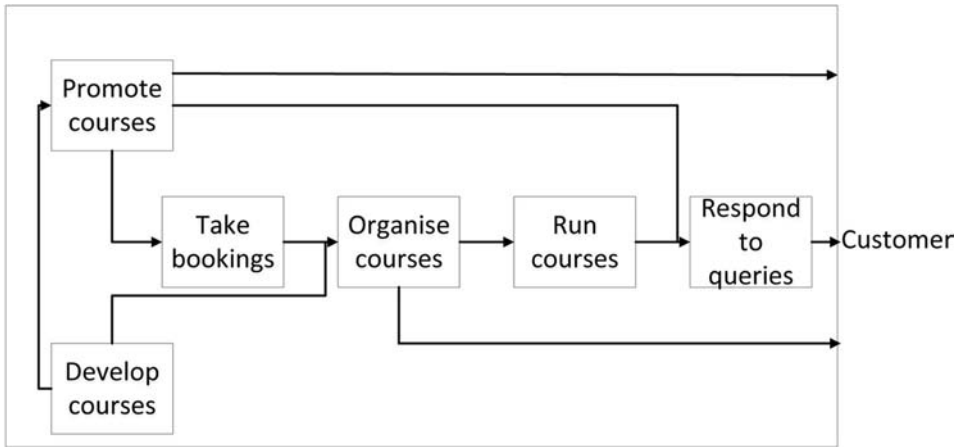 Promote
courses
Take
bookings
Organise
courses
Run
courses
Respond
to
queries
Customer
Develop
courses